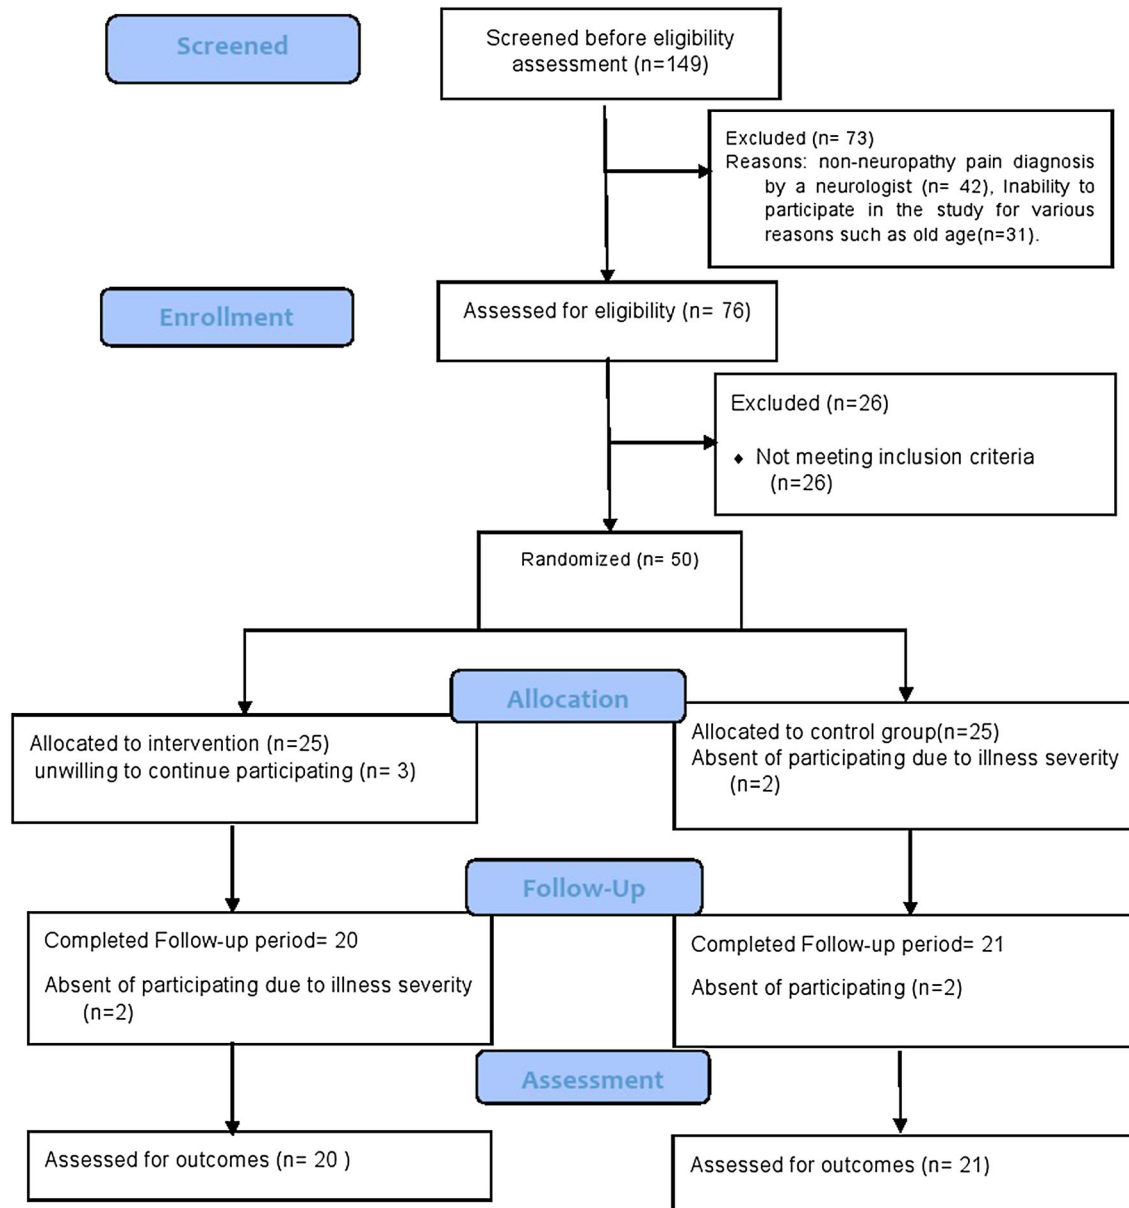 Screened
Screened before eligibility
assessment (n=149)
Excluded (n= 73)
Reasons: non-neuropathy pain diagnosis
by a neurologist (n= 42), Inability to
participate in the study for various
reasons such as old age(n=31).
Enrollment
Assessed for eligibility (n= 76)
Excluded (n=26)
♦ Not meeting inclusion criteria
(n=26)
Randomized (n= 50)
Allocation
Allocated to intervention (n=25)
unwilling to continue participating (n= 3)
Allocated to control group(n=25)
Absent of participating due to illness severity
(n=2)
Follow-Up
Completed Follow-up period= 20
Absent of participating due to illness severity
(n=2)
Completed Follow-up period= 21
Absent of participating (n=2)
Assessment
Assessed for outcomes (n= 20 )
Assessed for outcomes (n= 21)